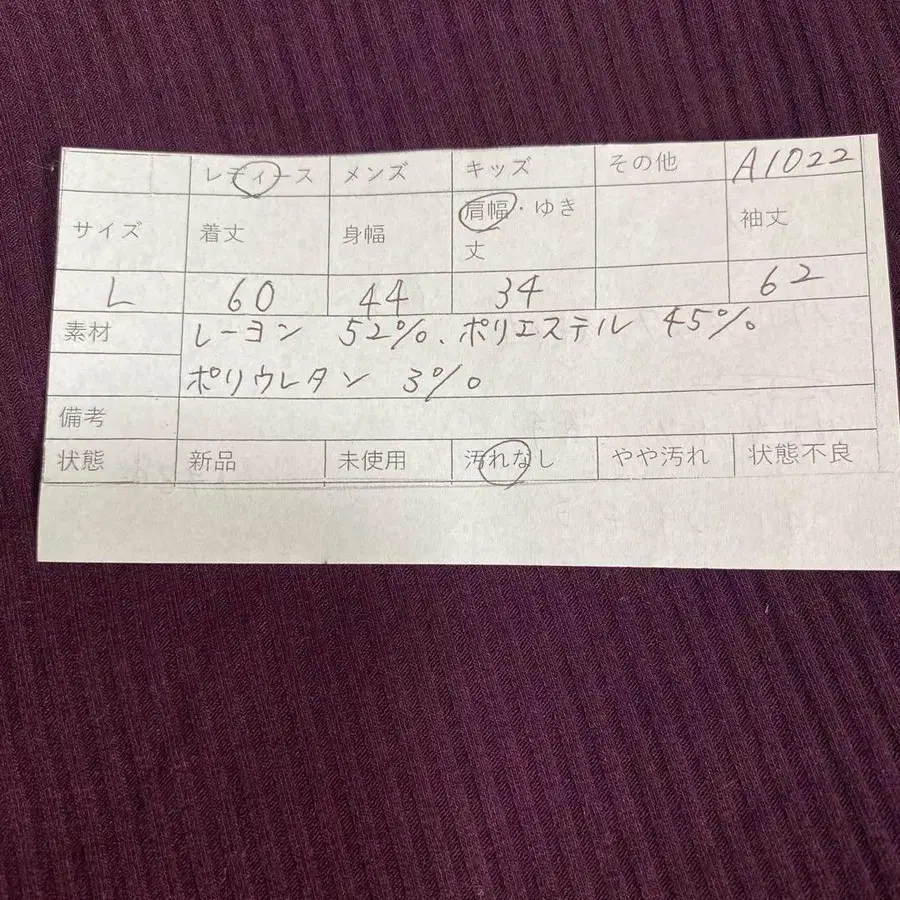 レディース メンズ キッズ その他 A1022
サイズ 着丈 身幅 肩幅・ゆき丈 袖丈
L 60 44 34 62
素材 レーヨン 52%、ポリエステル 45%
ポリウレタン 3%
備考
状態 新品 未使用 汚れなし やや汚れ 状態不良